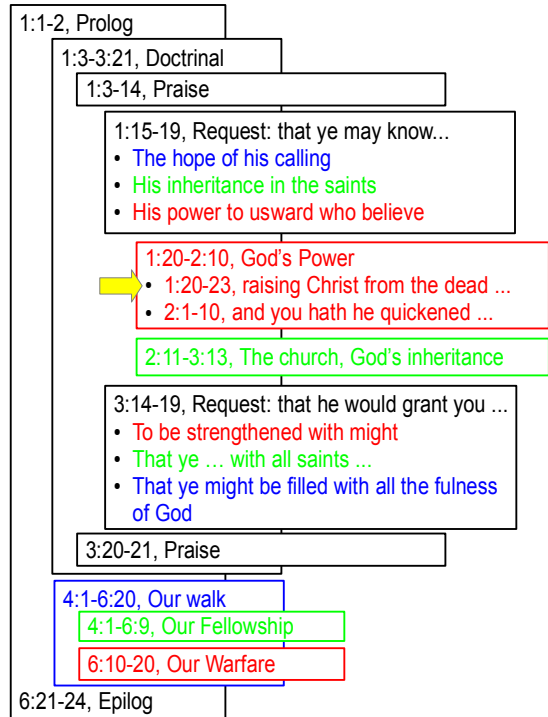 1:1-2, Prolog
1:3-3:21, Doctrinal
1:3-14, Praise
1:15-19, Request: that ye may know...
• The hope of his calling
• His inheritance in the saints
• His power to usward who believe
1:20-2:10, God's Power
• 1:20-23, raising Christ from the dead ...
• 2:1-10, and you hath he quickened ...
2:11-3:13, The church, God's inheritance
3:14-19, Request: that he would grant you ...
• To be strengthened with might
• That ye … with all saints ...
• That ye might be filled with all the fulness
of God
3:20-21, Praise
4:1-6:20, Our walk
4:1-6:9, Our Fellowship
6:10-20, Our Warfare
6:21-24, Epilog